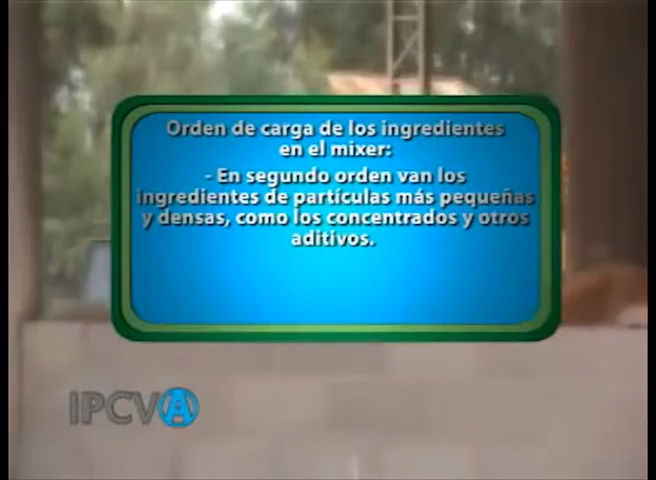 Orden de carga de los ingredientes
en el mixer:
- En segundo orden van los
ingredientes de partículas más pequeñas
y densas, como los concentrados y otros
aditivos.
IPCVA